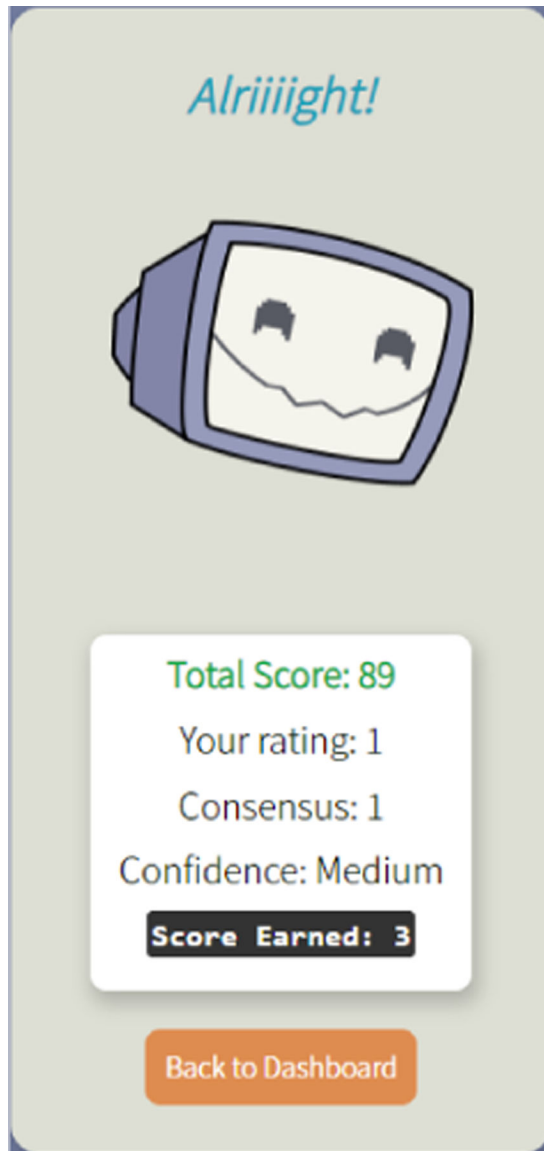 Alriiiight!
Total Score: 89
Your rating: 1
Consensus: 1
Confidence: Medium
Score Earned: 3
Back to Dashboard